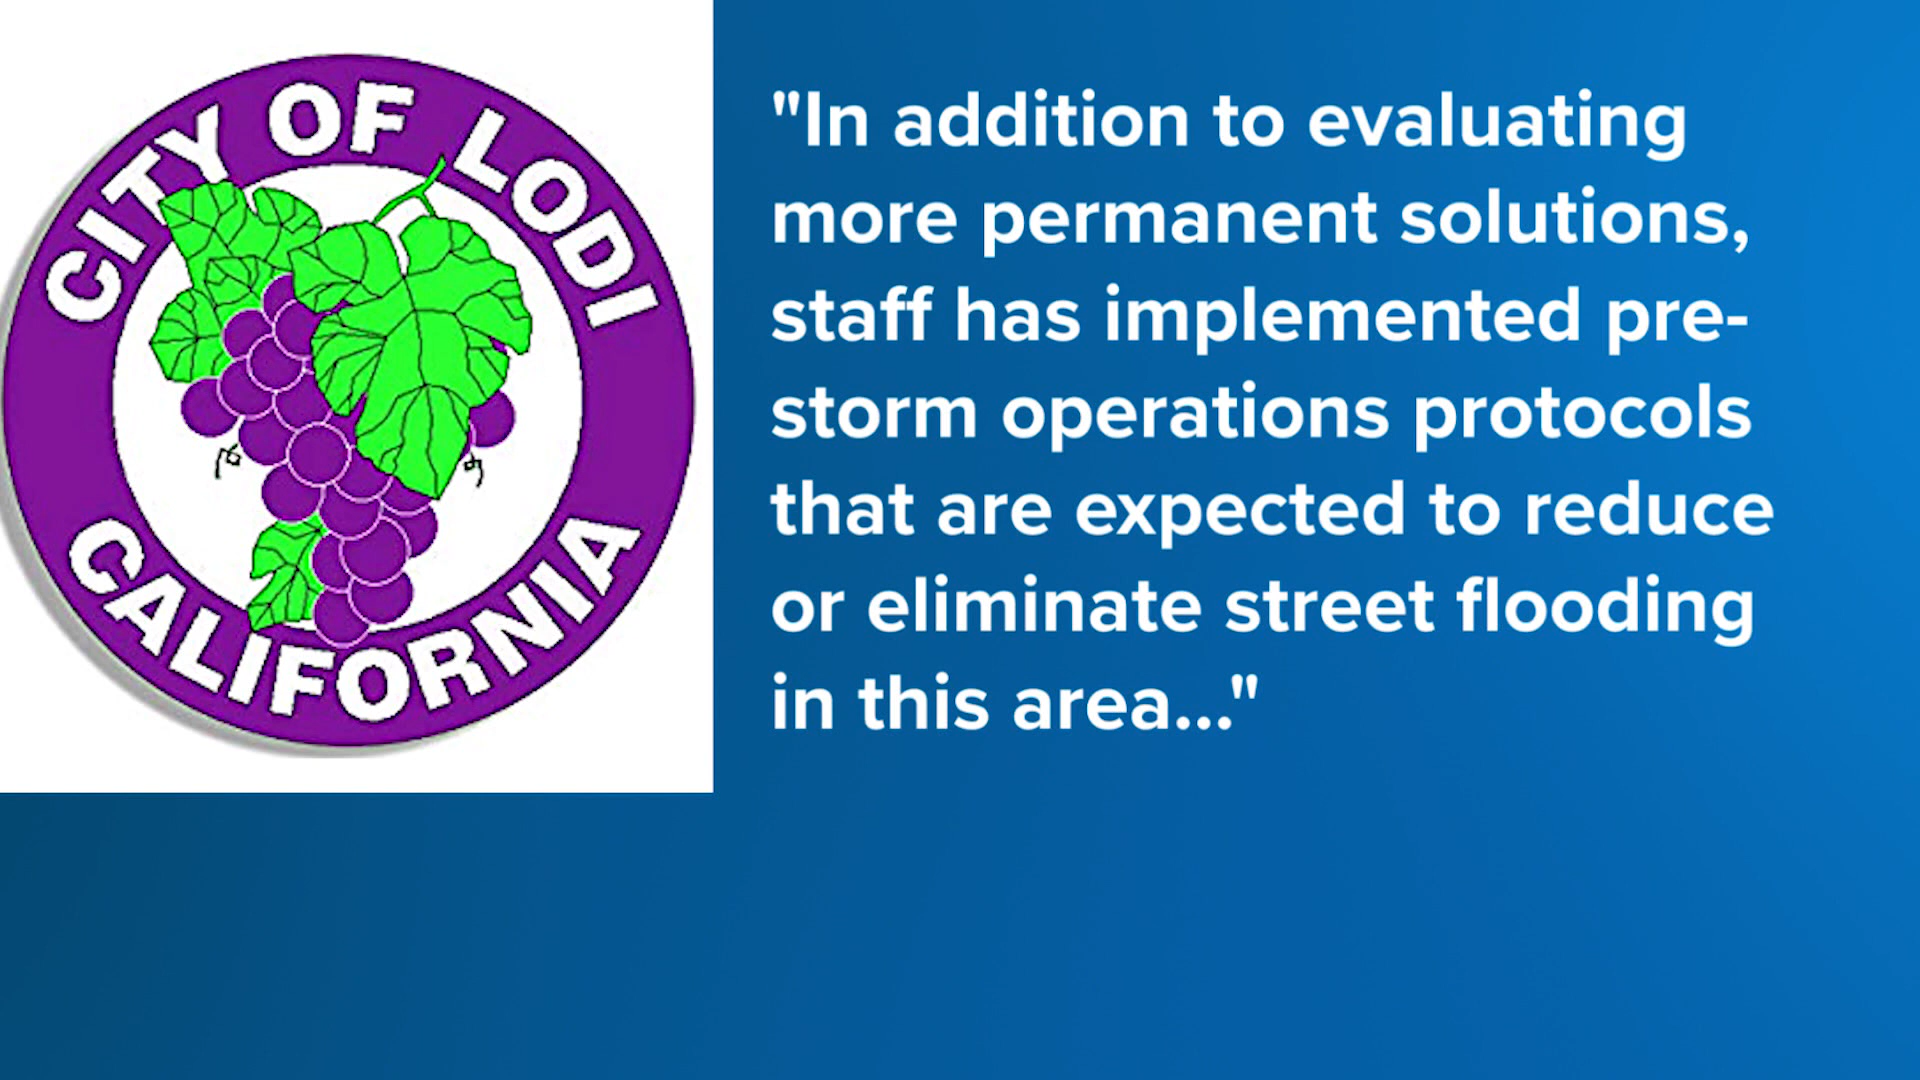 CITY OF LODI
CALIFORNIA
"In addition to evaluating
more permanent solutions,
staff has implemented pre-
storm operations protocols
that are expected to reduce
or eliminate street flooding
in this area..."